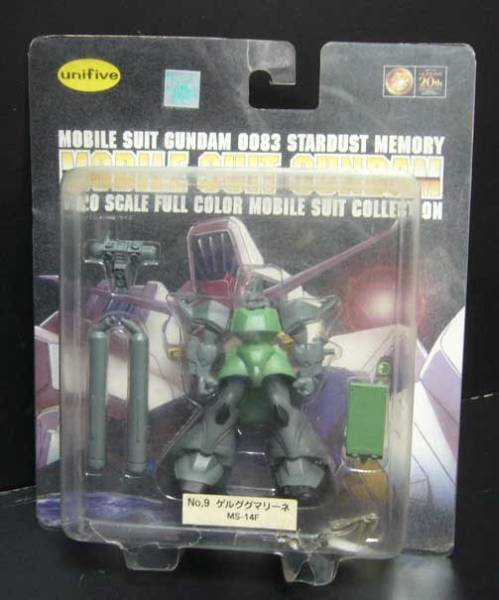 unifive
20th
MOBILE SUIT GUNDAM 0083 STARDUST MEMORY
MOBILE SUIT GUNDAM
SCALE FULL COLOR MOBILE SUIT COLLECTION
No.9 ゲルググマリーネ
MS-14F